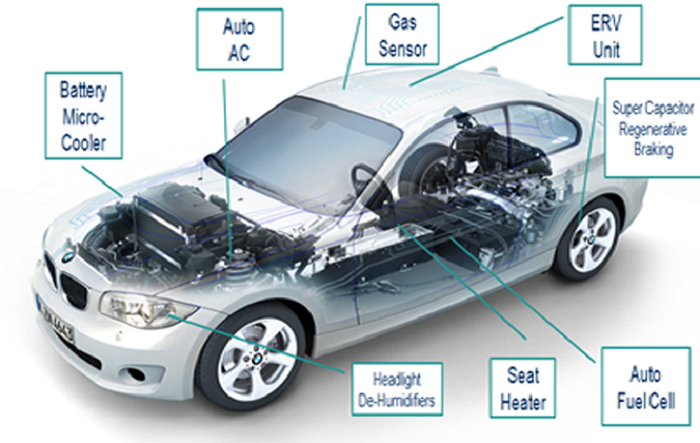 Auto
AC
Gas
Sensor
ERV
Unit
Battery
Micro-
Cooler
Super Capacitor
Regenerative
Braking
Headlight
De-Humidifiers
Seat
Heater
Auto
Fuel Cell